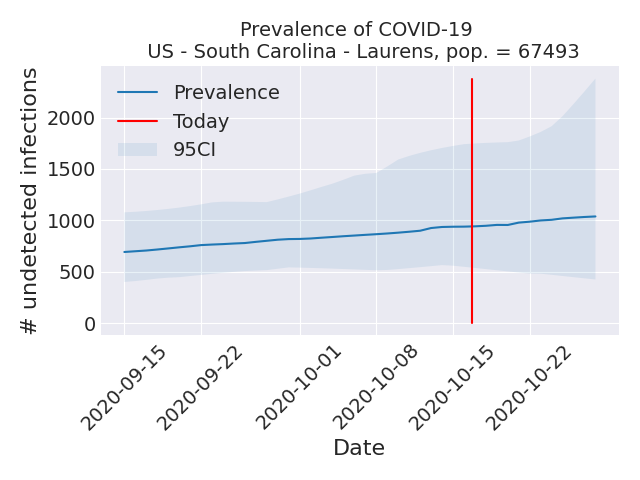 Prevalence of COVID-19
US - South Carolina - Laurens, pop. = 67493
# undetected infections
2000
1500
1000
500
0
Prevalence
Today
95CI
2020-09-15
2020-09-22
2020-10-01
2020-10-08
2020-10-15
2020-10-22
Date